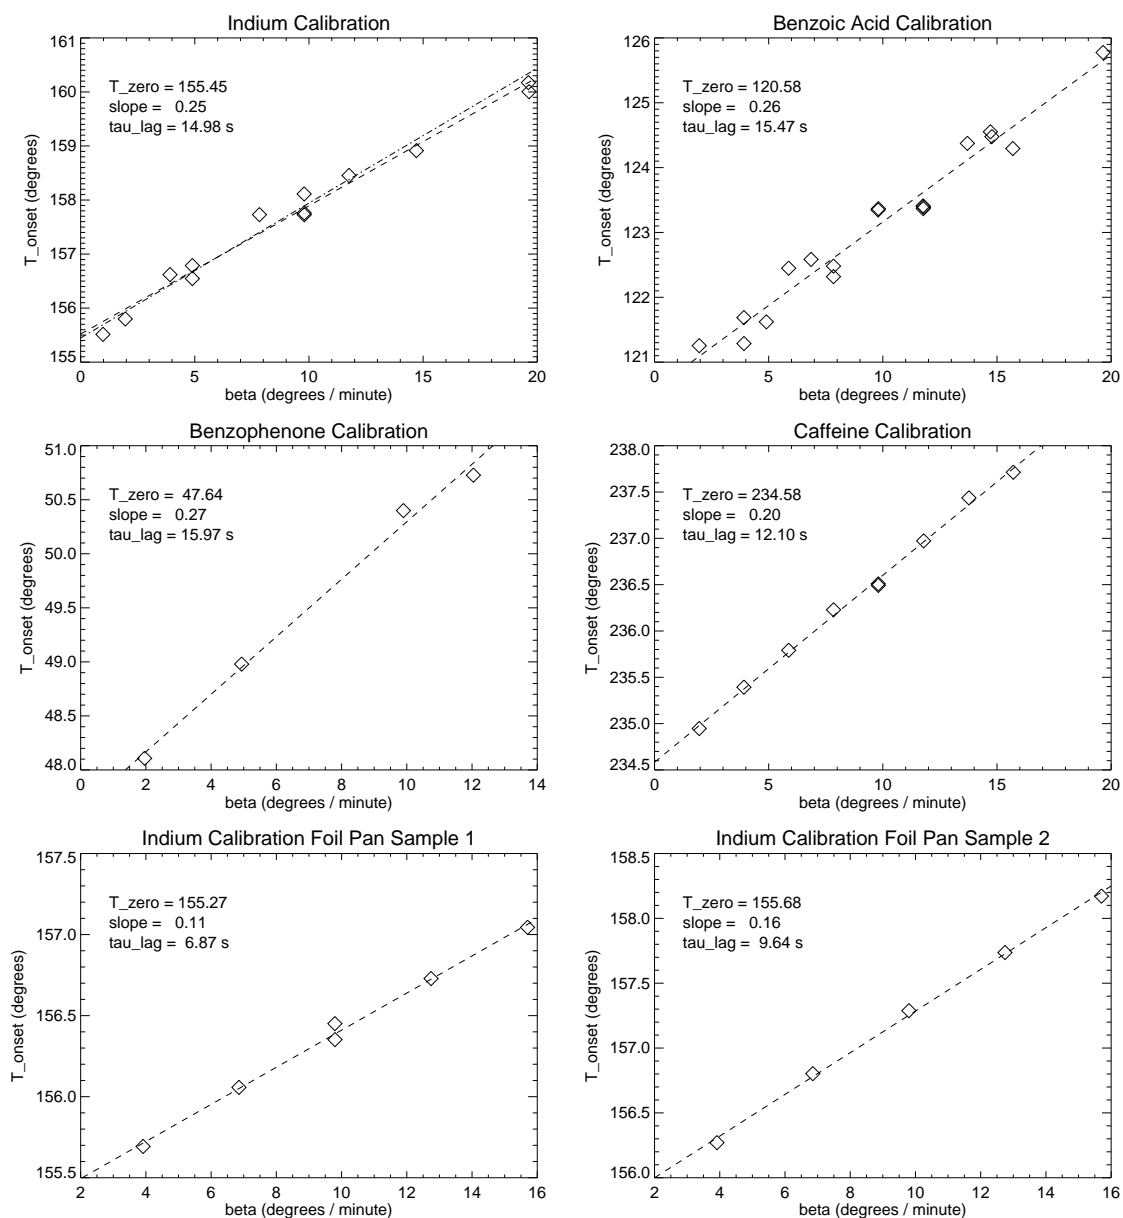 Indium Calibration
T_zero = 155.45
slope = 0.25
tau_lag = 14.98 s
T_onset (degrees)
161
160
159
158
157
156
155
0 5 10 15 20
beta (degrees / minute)
Benzoic Acid Calibration
T_zero = 120.58
slope = 0.26
tau_lag = 15.47 s
T_onset (degrees)
126
125
124
123
122
121
0 5 10 15 20
beta (degrees / minute)
Benzophenone Calibration
T_zero = 47.64
slope = 0.27
tau_lag = 15.97 s
T_onset (degrees)
51.0
50.5
50.0
49.5
49.0
48.5
48.0
0 2 4 6 8 10 12 14
beta (degrees / minute)
Caffeine Calibration
T_zero = 234.58
slope = 0.20
tau_lag = 12.10 s
T_onset (degrees)
238.0
237.5
237.0
236.5
236.0
235.5
235.0
234.5
0 5 10 15 20
beta (degrees / minute)
Indium Calibration Foil Pan Sample 1
T_zero = 155.27
slope = 0.11
tau_lag = 6.87 s
T_onset (degrees)
157.5
157.0
156.5
156.0
155.5
2 4 6 8 10 12 14 16
beta (degrees / minute)
Indium Calibration Foil Pan Sample 2
T_zero = 155.68
slope = 0.16
tau_lag = 9.64 s
T_onset (degrees)
158.5
158.0
157.5
157.0
156.5
156.0
2 4 6 8 10 12 14 16
beta (degrees / minute)